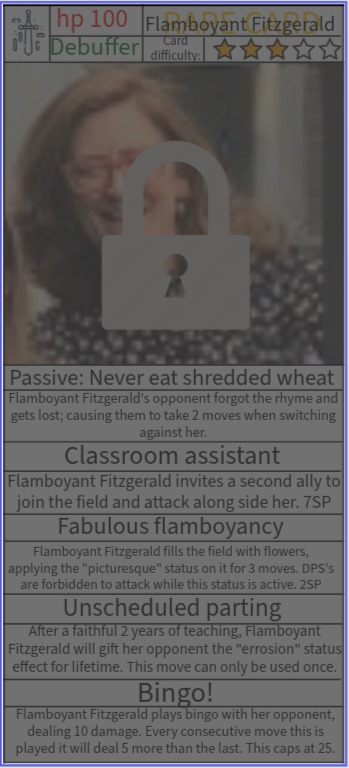 hp 100
RARE CARD
Flamboyant Fitzgerald
Debuffer
Card
difficulty:
Passive: Never eat shredded wheat
Flamboyant Fitzgerald's opponent forgot the rhyme and
gets lost; causing them to take 2 moves when switching
against her.
Classroom assistant
Flamboyant Fitzgerald invites a second ally to
join the field and attack along side her. 7SP
Fabulous flamboyancy
Flamboyant Fitzgerald fills the field with flowers,
applying the "picturesque" status on it for 3 moves. DPS's
are forbidden to attack while this status is active. 2SP
Unscheduled parting
After a faithful 2 years of teaching, Flamboyant
Fitzgerald will gift her opponent the "errosion" status
effect for lifetime. This move can only be used once.
Bingo!
Flamboyant Fitzgerald plays bingo with her opponent,
dealing 10 damage. Every consecutive move this is
played it will deal 5 more than the last. This caps at 25.